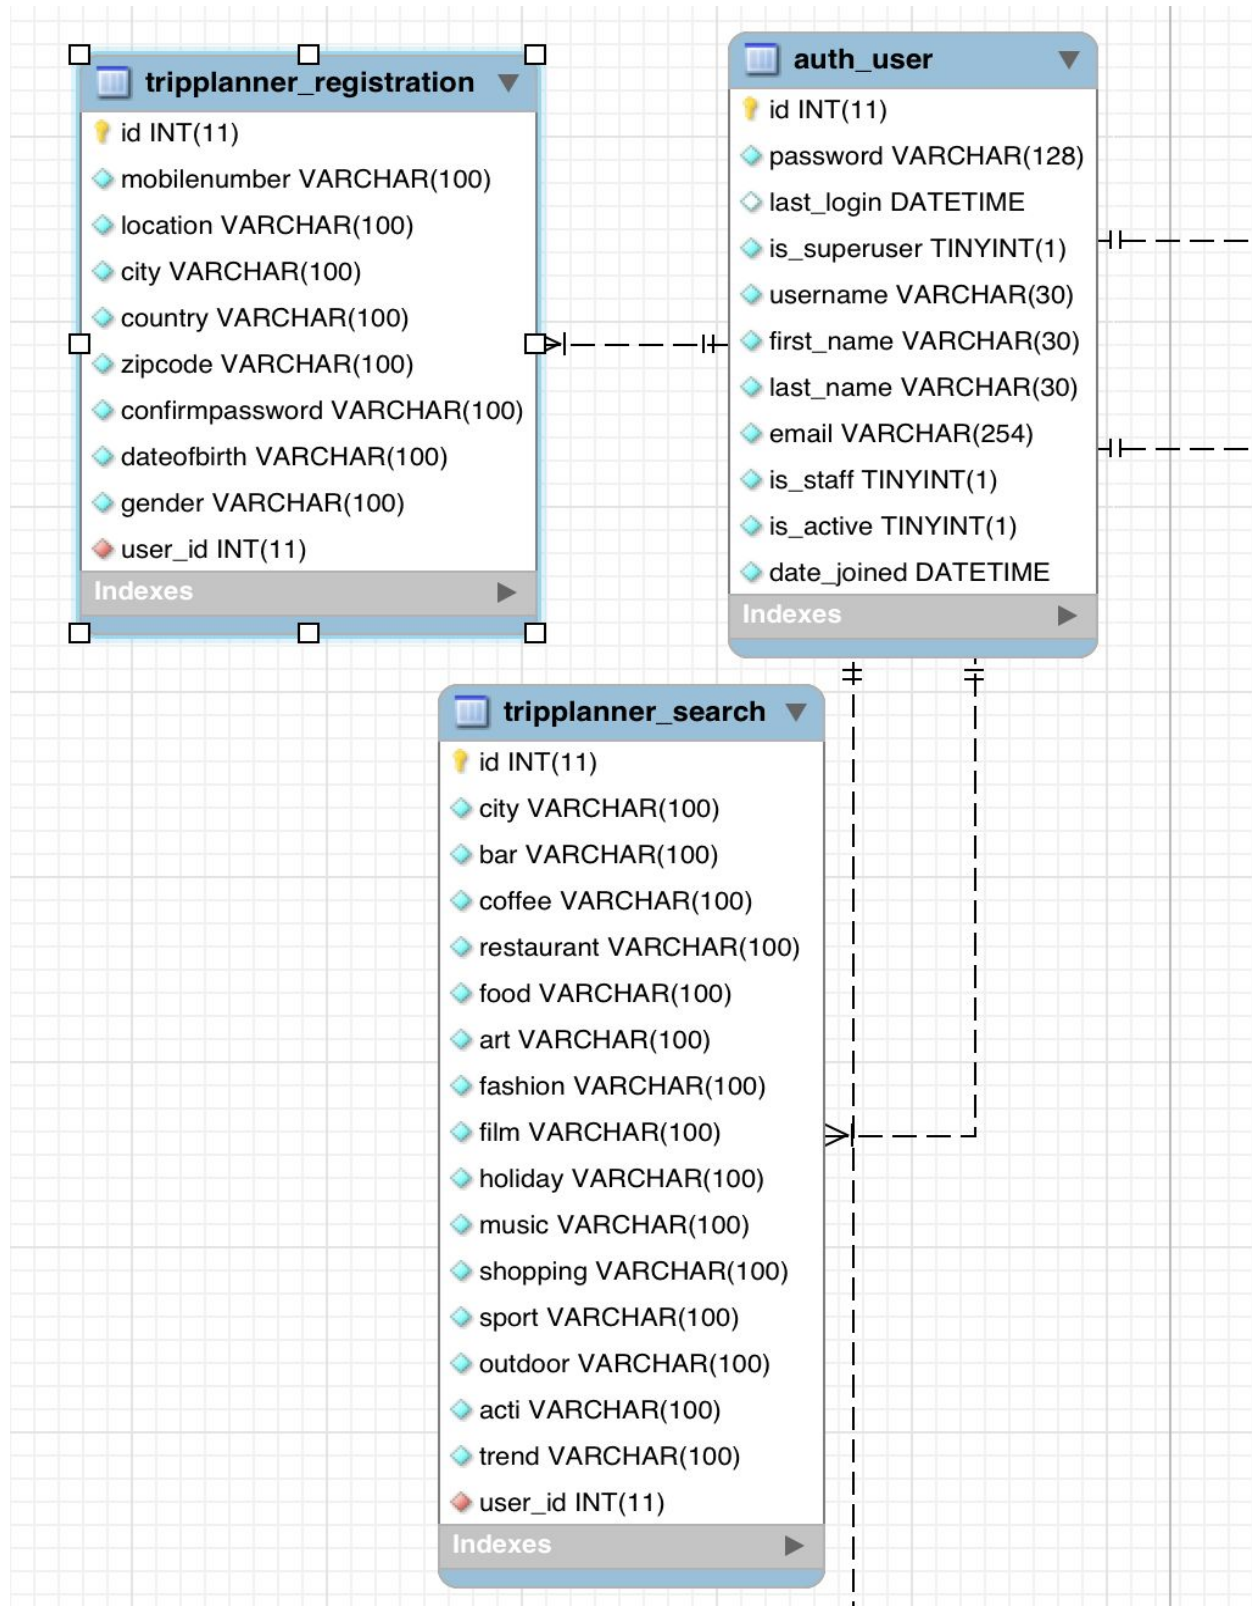 tripplanner_registration
id INT(11)
mobilenumber VARCHAR(100)
location VARCHAR(100)
city VARCHAR(100)
country VARCHAR(100)
zipcode VARCHAR(100)
confirmpassword VARCHAR(100)
dateofbirth VARCHAR(100)
gender VARCHAR(100)
user_id INT(11)
Indexes
auth_user
id INT(11)
password VARCHAR(128)
last_login DATETIME
is_superuser TINYINT(1)
username VARCHAR(30)
first_name VARCHAR(30)
last_name VARCHAR(30)
email VARCHAR(254)
is_staff TINYINT(1)
is_active TINYINT(1)
date_joined DATETIME
Indexes
tripplanner_search
id INT(11)
city VARCHAR(100)
bar VARCHAR(100)
coffee VARCHAR(100)
restaurant VARCHAR(100)
food VARCHAR(100)
art VARCHAR(100)
fashion VARCHAR(100)
film VARCHAR(100)
holiday VARCHAR(100)
music VARCHAR(100)
shopping VARCHAR(100)
sport VARCHAR(100)
outdoor VARCHAR(100)
acti VARCHAR(100)
trend VARCHAR(100)
user_id INT(11)
Indexes